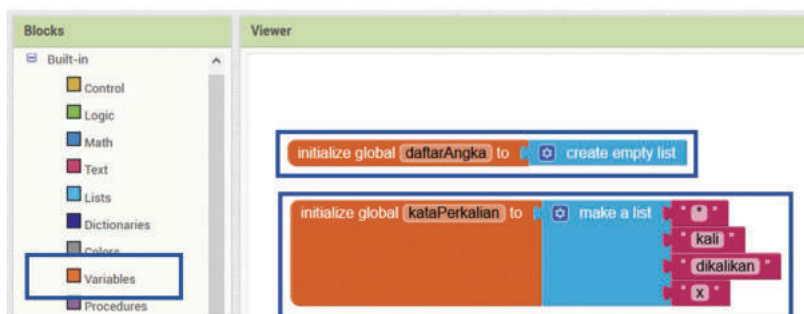 Blocks
Viewer
Built-in
Control
Logic
Math
Text
Lists
Dictionaries
Colors
Variables
Procedures
initialize global daftarAngka to create empty list
initialize global kataPerkalian to make a list " * "
" kali "
" dikalikan "
" x "